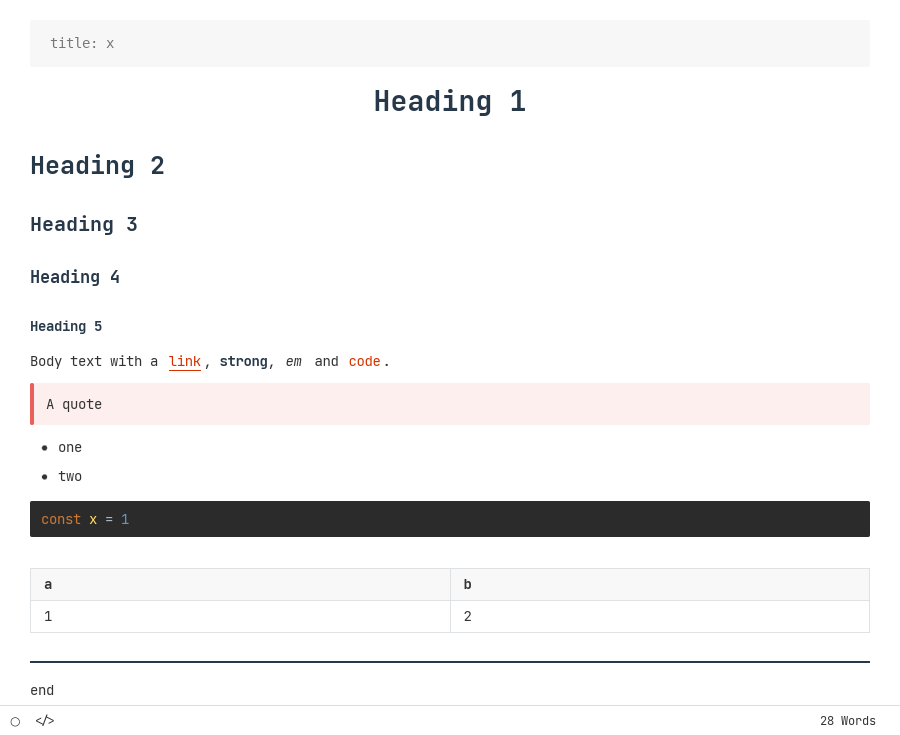 title: x
Heading 1
Heading 2
Heading 3
Heading 4
Heading 5
Body text with a link, strong, em and code.
A quote
• one
• two
const x = 1
a b
1 2
end
</> 28 Words